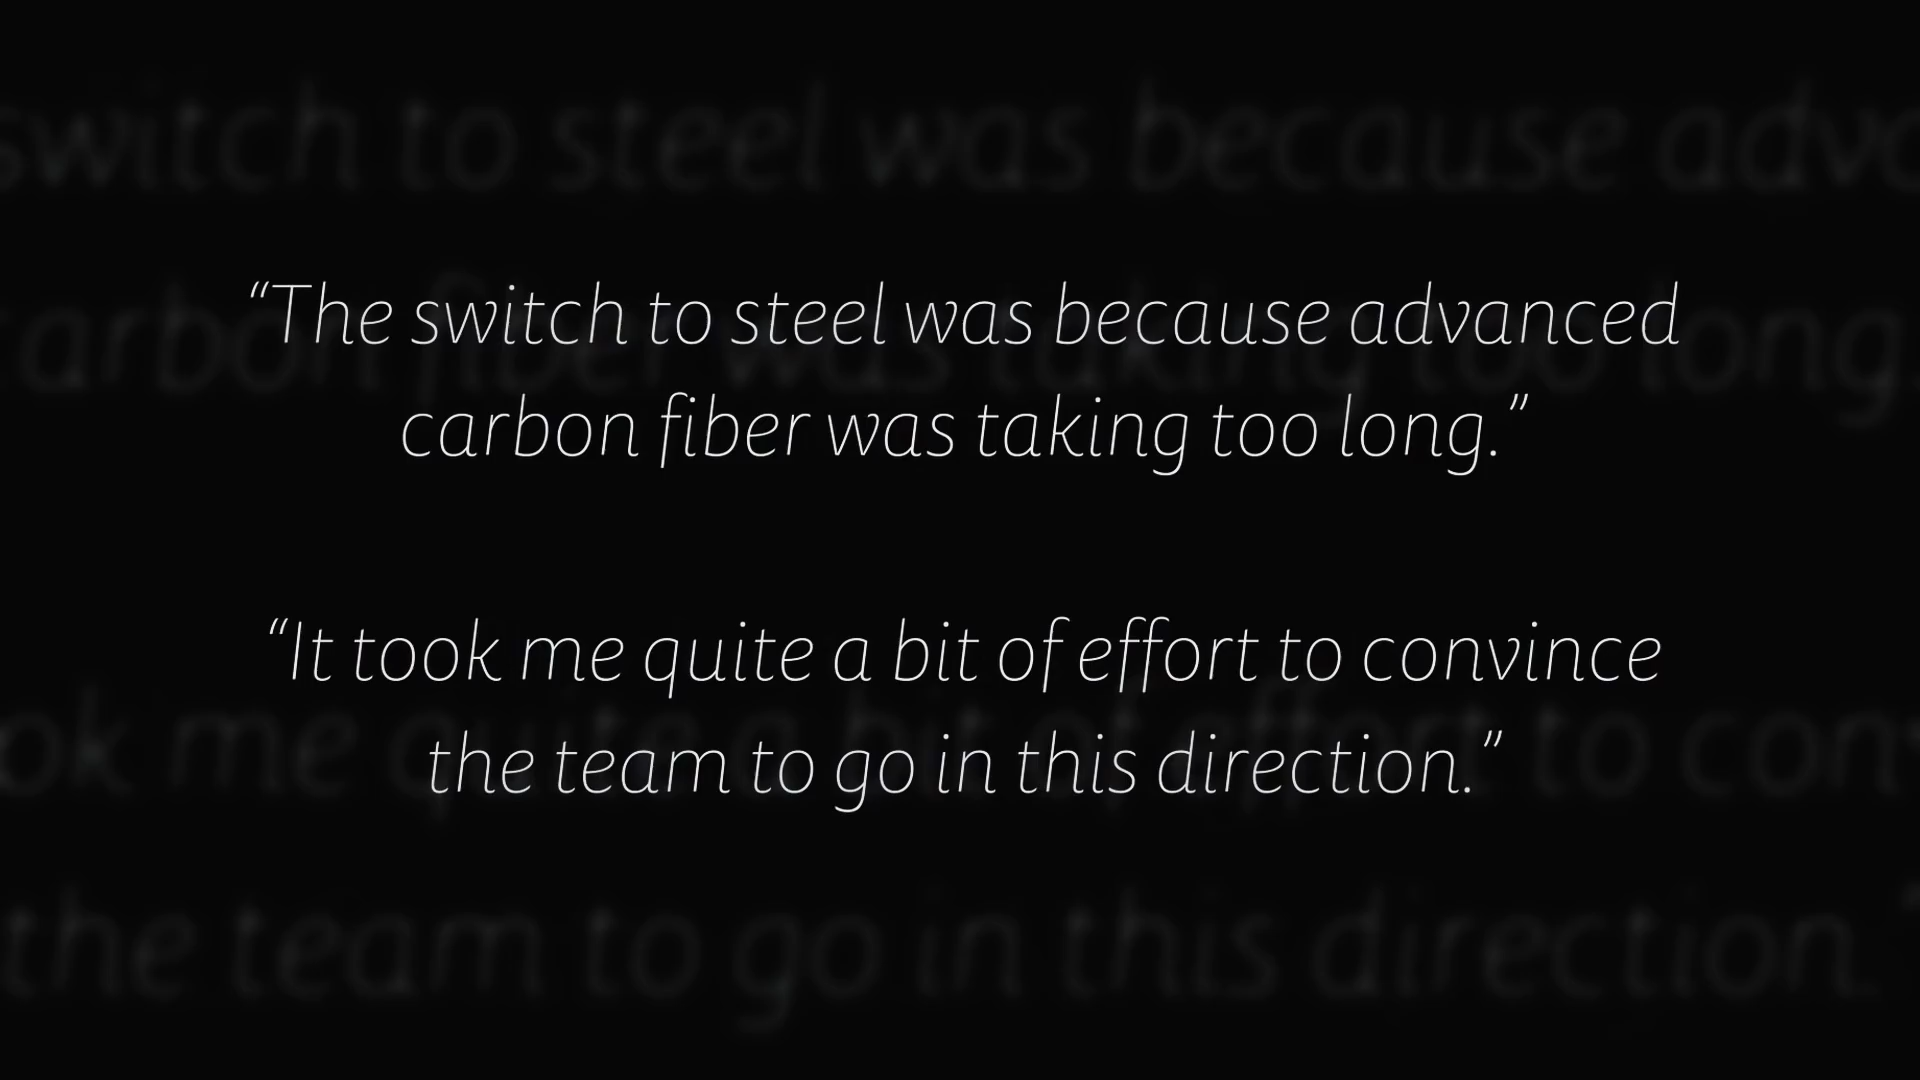 “The switch to steel was because advanced
carbon fiber was taking too long.”
“It took me quite a bit of effort to convince
the team to go in this direction.”